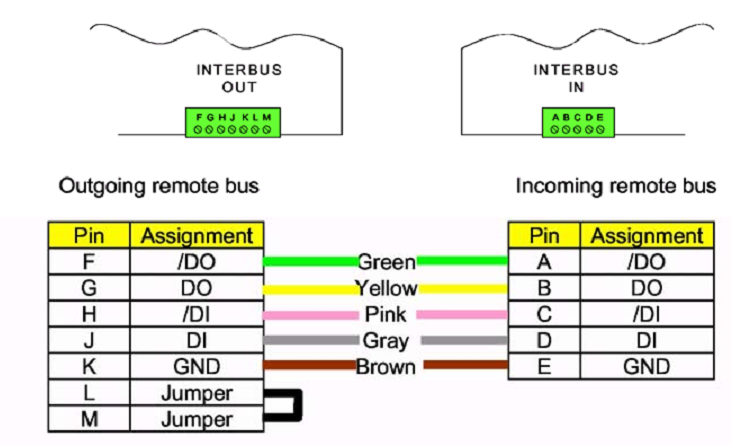 INTERBUS
OUT
F G H J K L M
INTERBUS
IN
A B C D E
Outgoing remote bus
Incoming remote bus
Pin Assignment
Pin Assignment
F /DO Green A /DO
G DO Yellow B DO
H /DI Pink C /DI
J DI Gray D DI
K GND Brown E GND
L Jumper
M Jumper